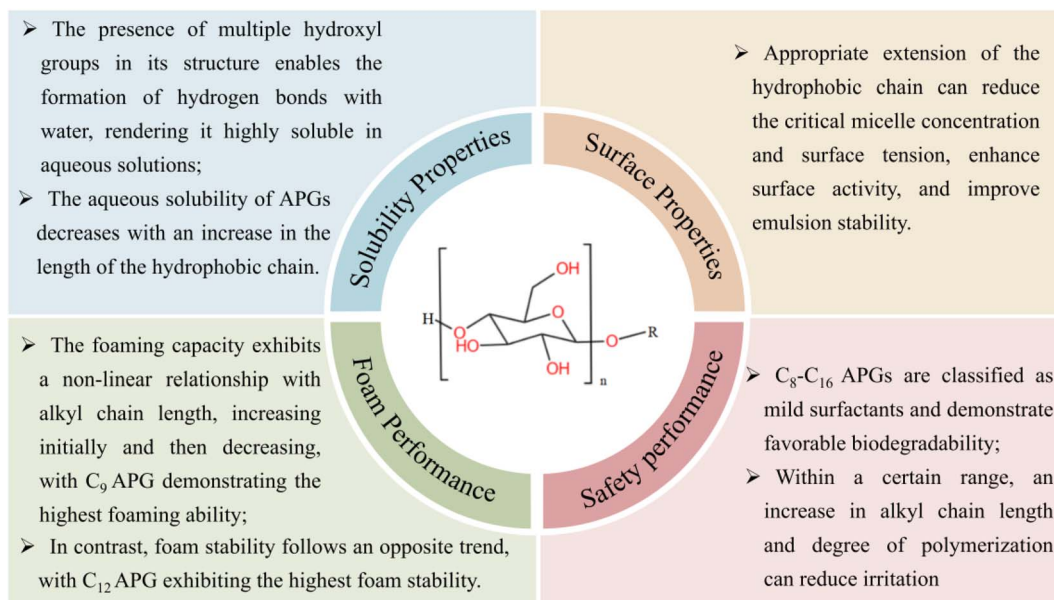 ➢ The presence of multiple hydroxyl
groups in its structure enables the
formation of hydrogen bonds with
water, rendering it highly soluble in
aqueous solutions;
➢ The aqueous solubility of APGs
decreases with an increase in the
length of the hydrophobic chain.
➢ Appropriate extension of the
hydrophobic chain can reduce
the critical micelle concentration
and surface tension, enhance
surface activity, and improve
emulsion stability.
Solubility Properties
Surface Properties
OH
H
O
O
HO
OH
O
R
n
Foam Performance
Safety performance
➢ The foaming capacity exhibits
a non-linear relationship with
alkyl chain length, increasing
initially and then decreasing,
with C₉ APG demonstrating the
highest foaming ability;
➢ In contrast, foam stability follows an opposite trend,
with C₁₂ APG exhibiting the highest foam stability.
➢ C₈-C₁₆ APGs are classified as
mild surfactants and demonstrate
favorable biodegradability;
➢ Within a certain range, an
increase in alkyl chain length
and degree of polymerization
can reduce irritation